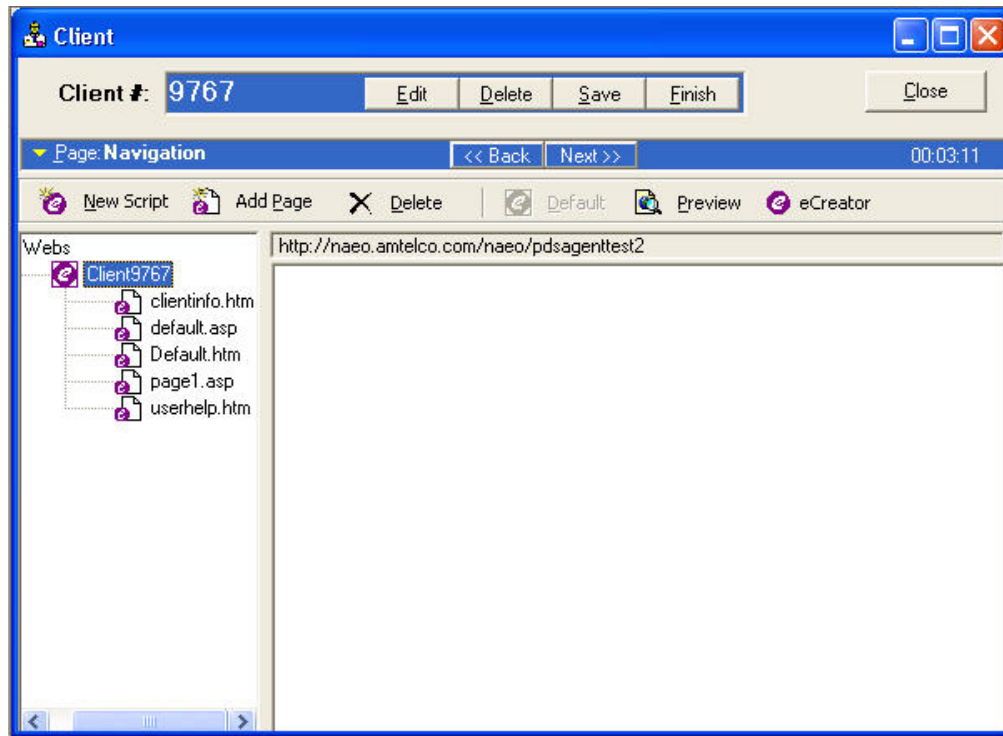 Client
Client #: 9767 Edit Delete Save Finish Close
Page: Navigation << Back Next >> 00:03:11
New Script Add Page Delete Default Preview eCreator
Webs
http://naeo.amtelco.com/naeo/pdsagenttest2
Client9767
clientinfo.htm
default.asp
Default.htm
page1.asp
userhelp.htm